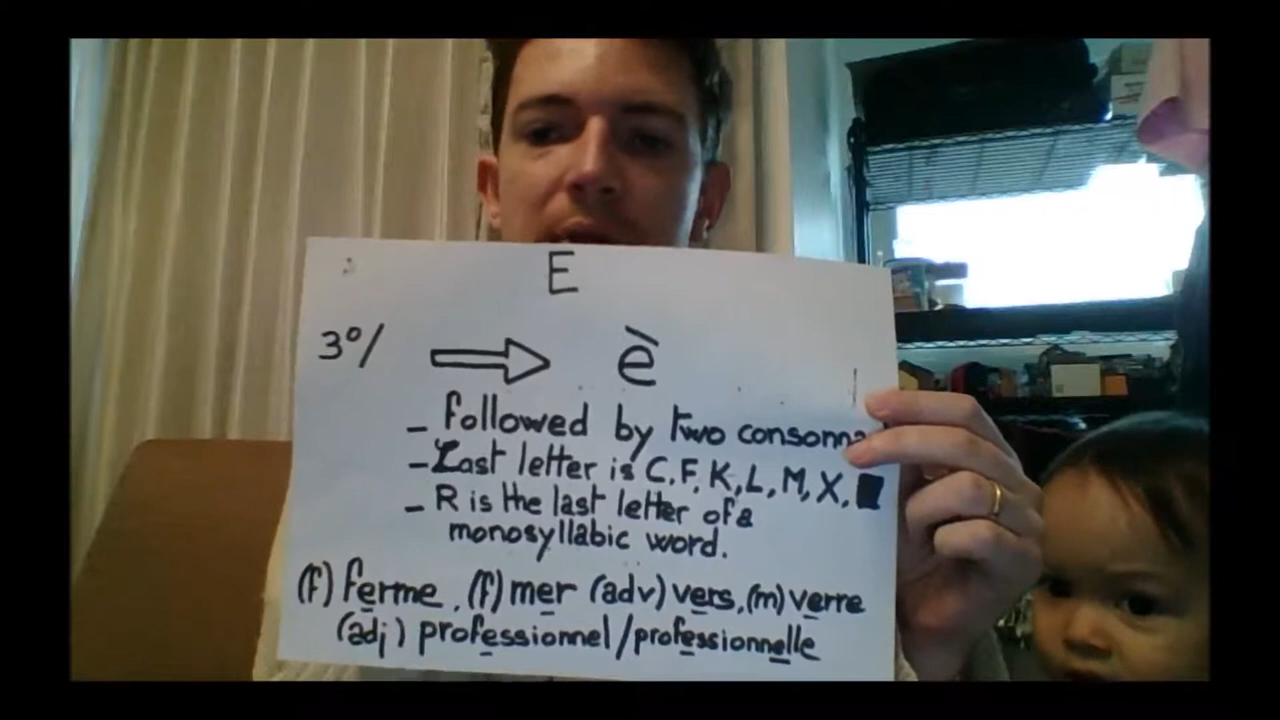 E
3°/ ⇒ è
- followed by two consonna
- Last letter is C, F, K, L, M, X,
- R is the last letter of a
monosyllabic word.
(f) ferme, (f) mer (adv) vers, (m) verre
(adj) professionnel/professionnelle